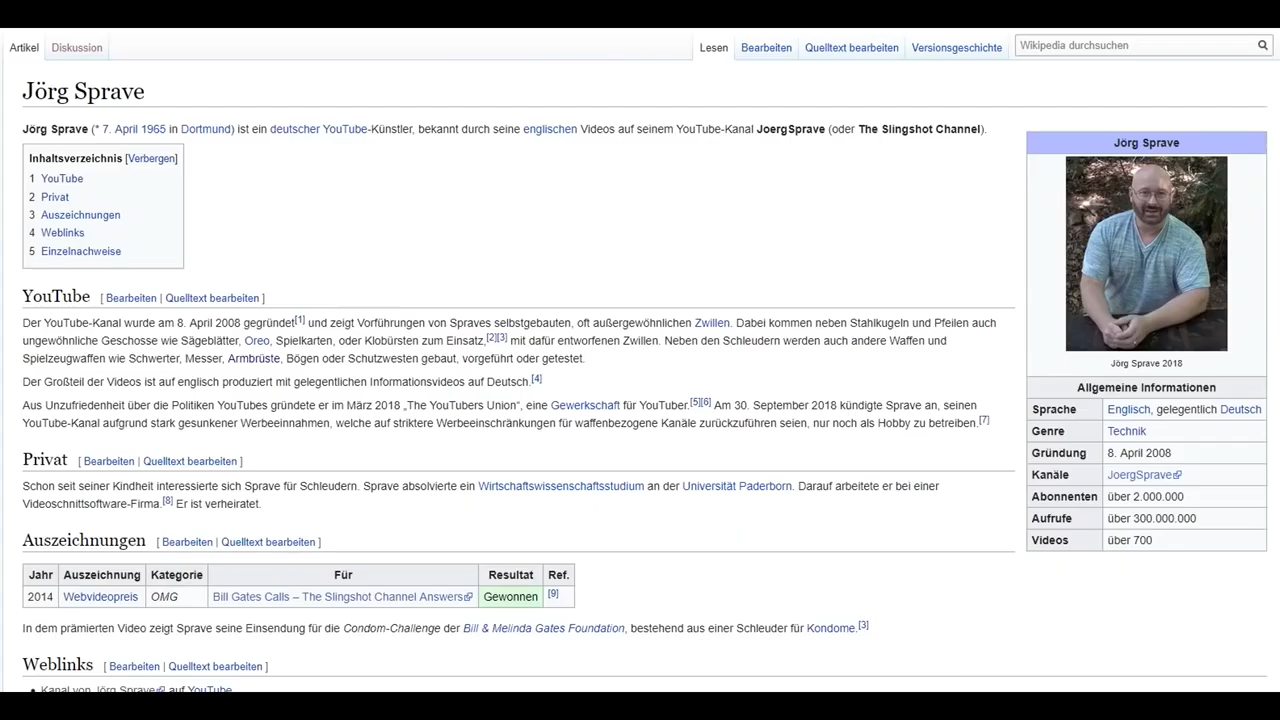 Artikel Diskussion Lesen Bearbeiten Quelltext bearbeiten Versionsgeschichte Wikipedia durchsuchen
Jörg Sprave
Jörg Sprave (* 7. April 1965 in Dortmund) ist ein deutscher YouTube-Künstler, bekannt durch seine englischen Videos auf seinem YouTube-Kanal JoergSprave (oder The Slingshot Channel).
Inhaltsverzeichnis [Verbergen]
1 YouTube
2 Privat
3 Auszeichnungen
4 Weblinks
5 Einzelnachweise
YouTube [ Bearbeiten | Quelltext bearbeiten ]
Der YouTube-Kanal wurde am 8. April 2008 gegründet[1] und zeigt Vorführungen von Spraves selbstgebauten, oft außergewöhnlichen Zwillen. Dabei kommen neben Stahlkugeln und Pfeilen auch
ungewöhnliche Geschosse wie Sägeblätter, Oreo, Spielkarten, oder Klobürsten zum Einsatz,[2][3] mit dafür entworfenen Zwillen. Neben den Schleudern werden auch andere Waffen und
Spielzeugwaffen wie Schwerter, Messer, Armbrüste, Bögen oder Schutzwesten gebaut, vorgeführt oder getestet.
Der Großteil der Videos ist auf englisch produziert mit gelegentlichen Informationsvideos auf Deutsch.[4]
Aus Unzufriedenheit über die Politiken YouTubes gründete er im März 2018 „The YouTubers Union“, eine Gewerkschaft für YouTuber.[5][6] Am 30. September 2018 kündigte Sprave an, seinen
YouTube-Kanal aufgrund stark gesunkener Werbeeinnahmen, welche auf striktere Werbeeinschränkungen für waffenbezogene Kanäle zurückzuführen seien, nur noch als Hobby zu betreiben.[7]
Privat [ Bearbeiten | Quelltext bearbeiten ]
Schon seit seiner Kindheit interessierte sich Sprave für Schleudern. Sprave absolvierte ein Wirtschaftswissenschaftsstudium an der Universität Paderborn. Darauf arbeitete er bei einer
Videoschnittsoftware-Firma.[8] Er ist verheiratet.
Auszeichnungen [ Bearbeiten | Quelltext bearbeiten ]
Jahr Auszeichnung Kategorie Für Resultat Ref.
2014 Webvideopreis OMG Bill Gates Calls – The Slingshot Channel Answers Gewonnen [9]
In dem prämierten Video zeigt Sprave seine Einsendung für die Condom-Challenge der Bill & Melinda Gates Foundation, bestehend aus einer Schleuder für Kondome.[3]
Weblinks [ Bearbeiten | Quelltext bearbeiten ]
• Kanal von Jörg Sprave auf YouTube
Jörg Sprave
Jörg Sprave 2018
Allgemeine Informationen
Sprache Englisch, gelegentlich Deutsch
Genre Technik
Gründung 8. April 2008
Kanäle JoergSprave
Abonnenten über 2.000.000
Aufrufe über 300.000.000
Videos über 700